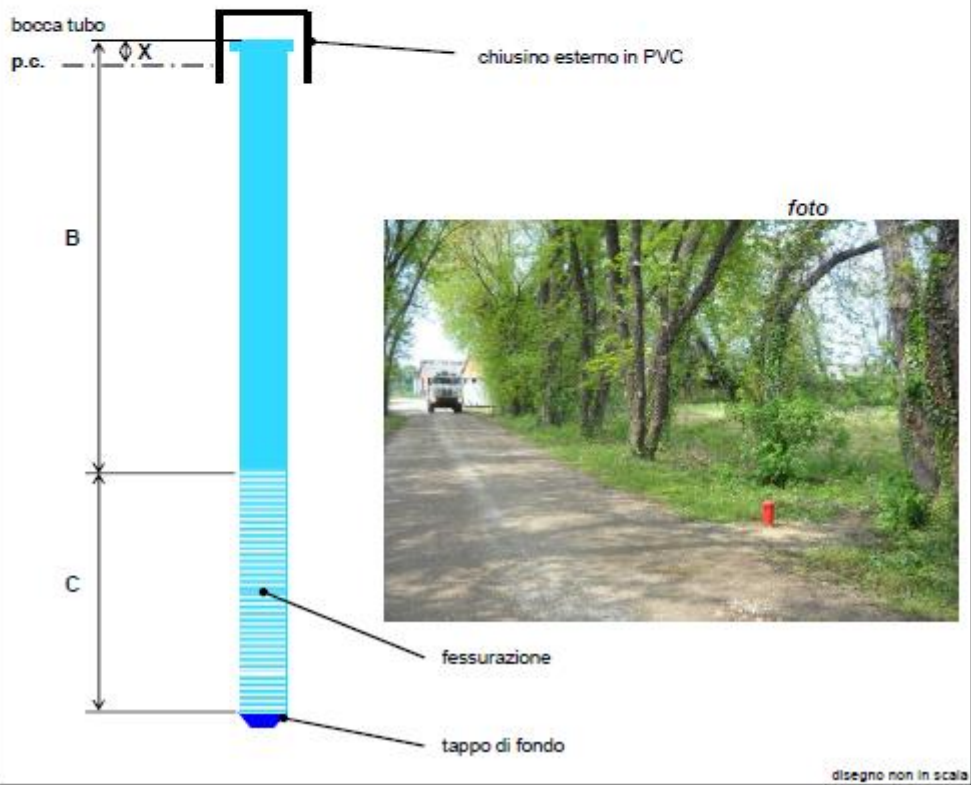 bocca tubo
X
p.c.
chiusino esterno in PVC
B
foto
C
fessurazione
tappo di fondo
disegno non in scala